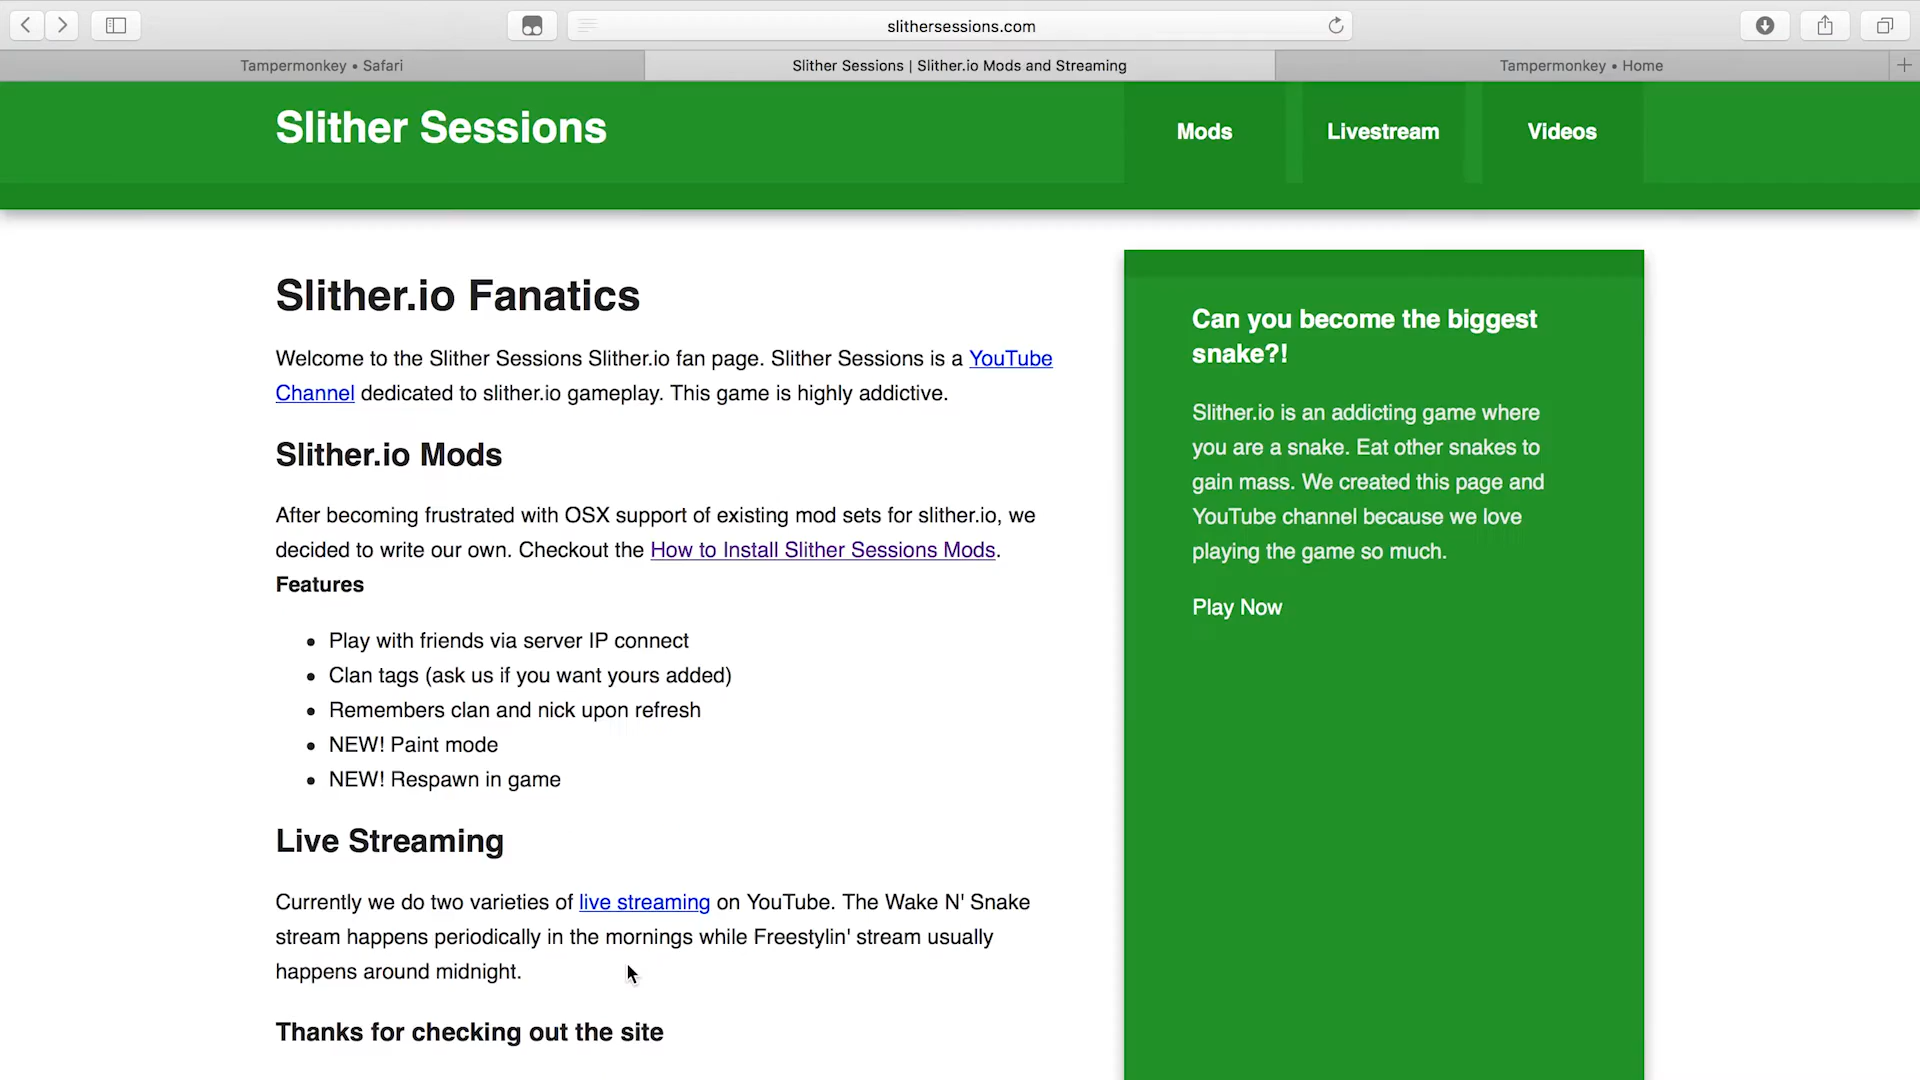 slithersessions.com
Tampermonkey • Safari
Slither Sessions | Slither.io Mods and Streaming
Tampermonkey • Home
Slither Sessions
Mods
Livestream
Videos
Slither.io Fanatics
Welcome to the Slither Sessions Slither.io fan page. Slither Sessions is a YouTube
Channel dedicated to slither.io gameplay. This game is highly addictive.
Slither.io Mods
After becoming frustrated with OSX support of existing mod sets for slither.io, we
decided to write our own. Checkout the How to Install Slither Sessions Mods.
Features
• Play with friends via server IP connect
• Clan tags (ask us if you want yours added)
• Remembers clan and nick upon refresh
• NEW! Paint mode
• NEW! Respawn in game
Live Streaming
Currently we do two varieties of live streaming on YouTube. The Wake N' Snake
stream happens periodically in the mornings while Freestylin' stream usually
happens around midnight.
Thanks for checking out the site
Can you become the biggest
snake?!
Slither.io is an addicting game where
you are a snake. Eat other snakes to
gain mass. We created this page and
YouTube channel because we love
playing the game so much.
Play Now